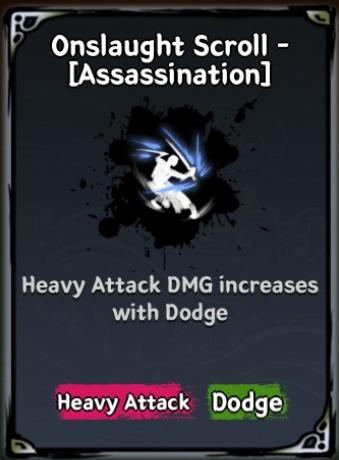 Onslaught Scroll -
[Assassination]
Heavy Attack DMG increases
with Dodge
Heavy Attack Dodge